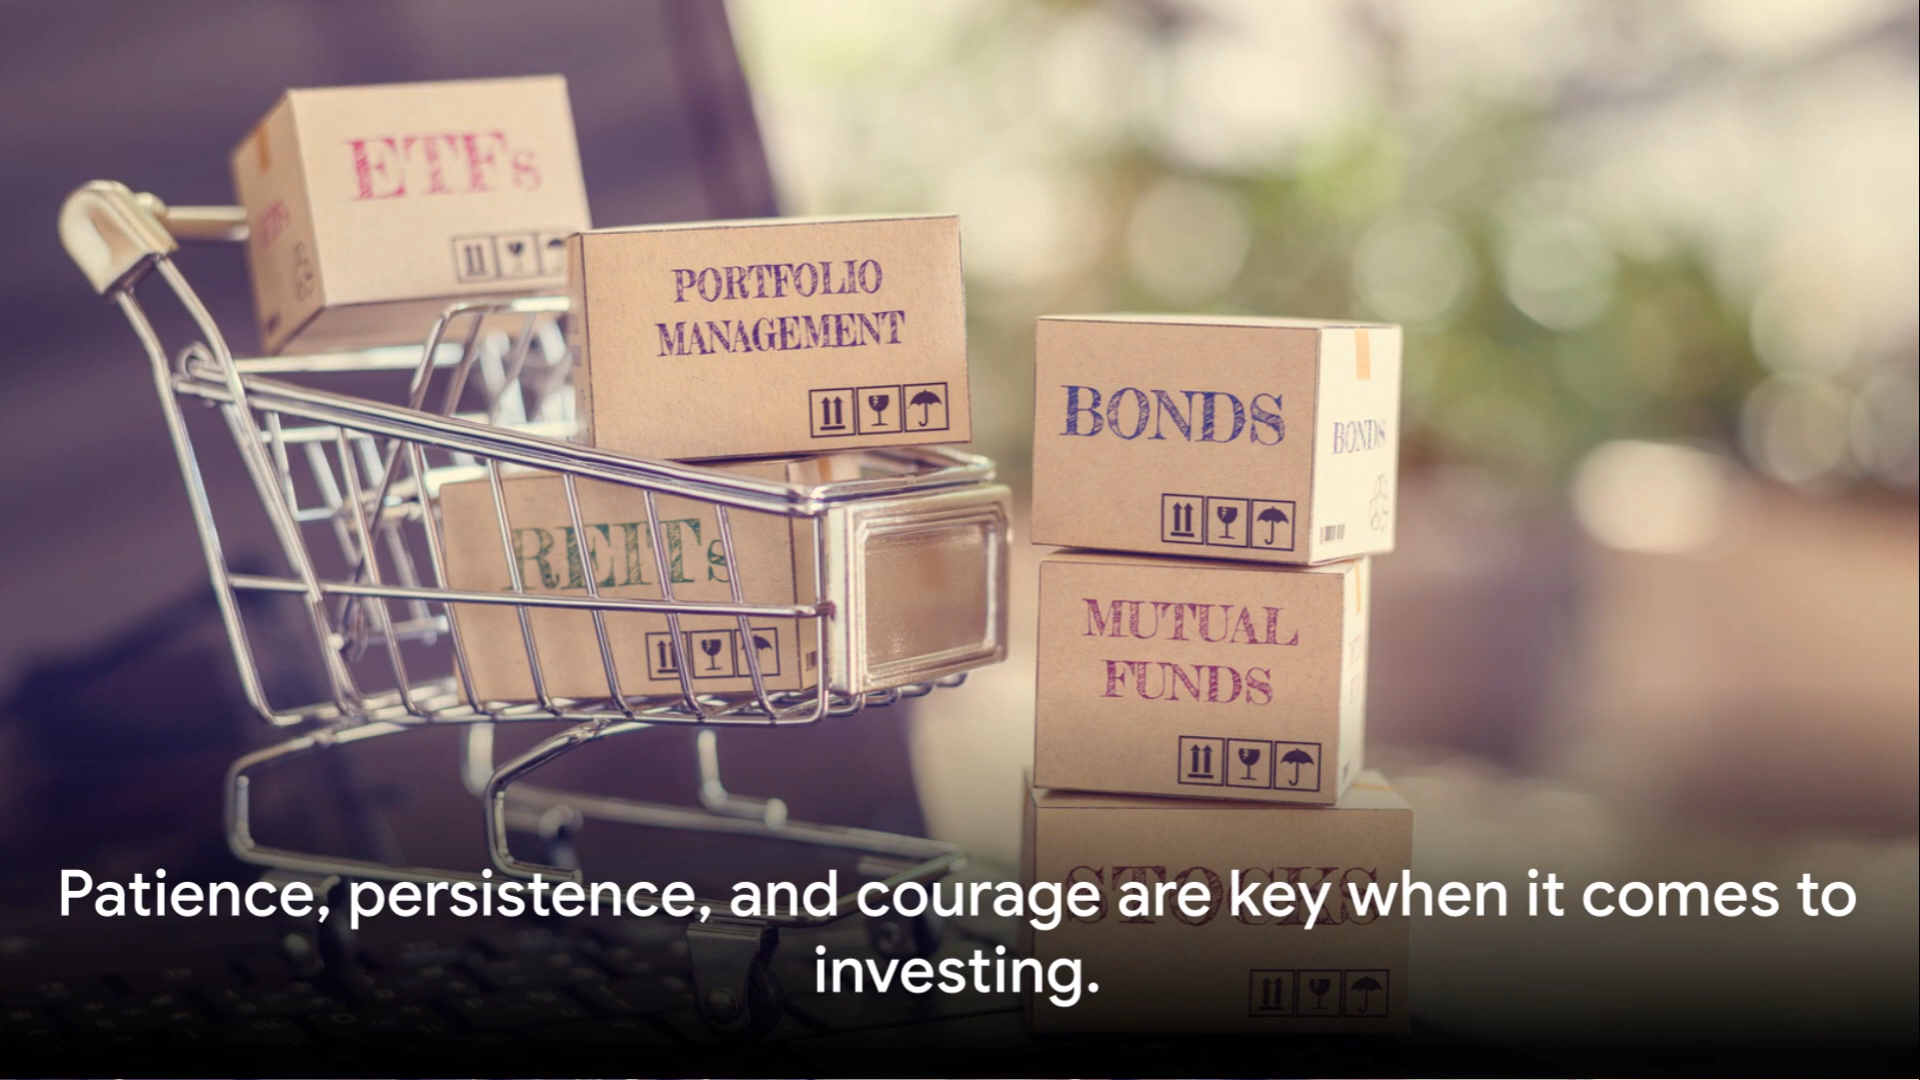 ETFs
PORTFOLIO
MANAGEMENT
BONDS
BONDS
REITs
MUTUAL
FUNDS
STOCKS
Patience, persistence, and courage are key when it comes to
investing.